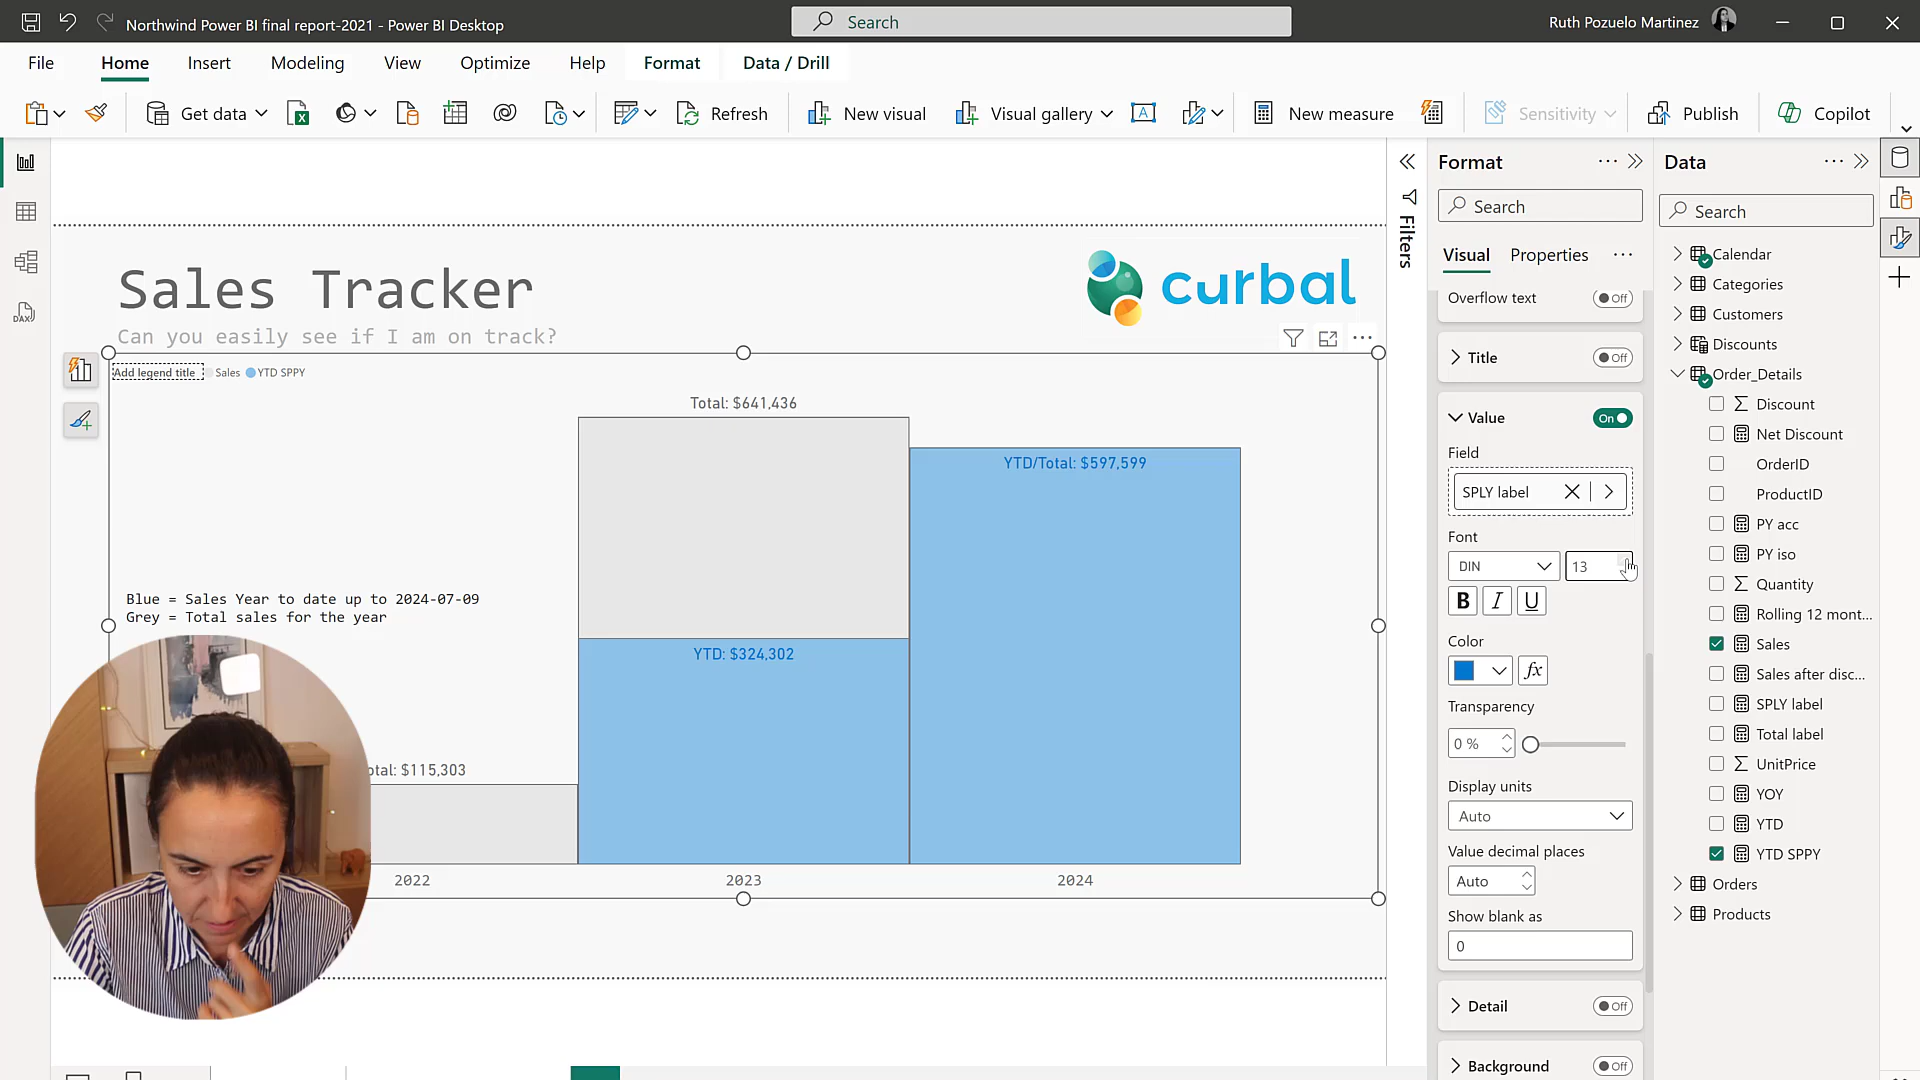 Northwind Power BI final report-2021 - Power BI Desktop
Search
Ruth Pozuelo Martinez
File Home Insert Modeling View Optimize Help Format Data / Drill
Get data Refresh New visual Visual gallery New measure Sensitivity Publish Copilot
Sales Tracker
Can you easily see if I am on track?
curbal
Add legend title Sales YTD SPPY
Total: $641,436
YTD/Total: $597,599
Blue = Sales Year to date up to 2024-07-09
Grey = Total sales for the year
YTD: $324,302
otal: $115,303
2022 2023 2024
DAX
Filters
Format
Search
Visual Properties
Overflow text Off
Title Off
Value On
Field
SPLY label
Font
DIN 13
B I U
Color
fx
Transparency
0 %
Display units
Auto
Value decimal places
Auto
Show blank as
0
Detail Off
Background Off
Data
Search
Calendar
Categories
Customers
Discounts
Order_Details
Discount
Net Discount
OrderID
ProductID
PY acc
PY iso
Quantity
Rolling 12 mont...
Sales
Sales after disc...
SPLY label
Total label
UnitPrice
YOY
YTD
YTD SPPY
Orders
Products